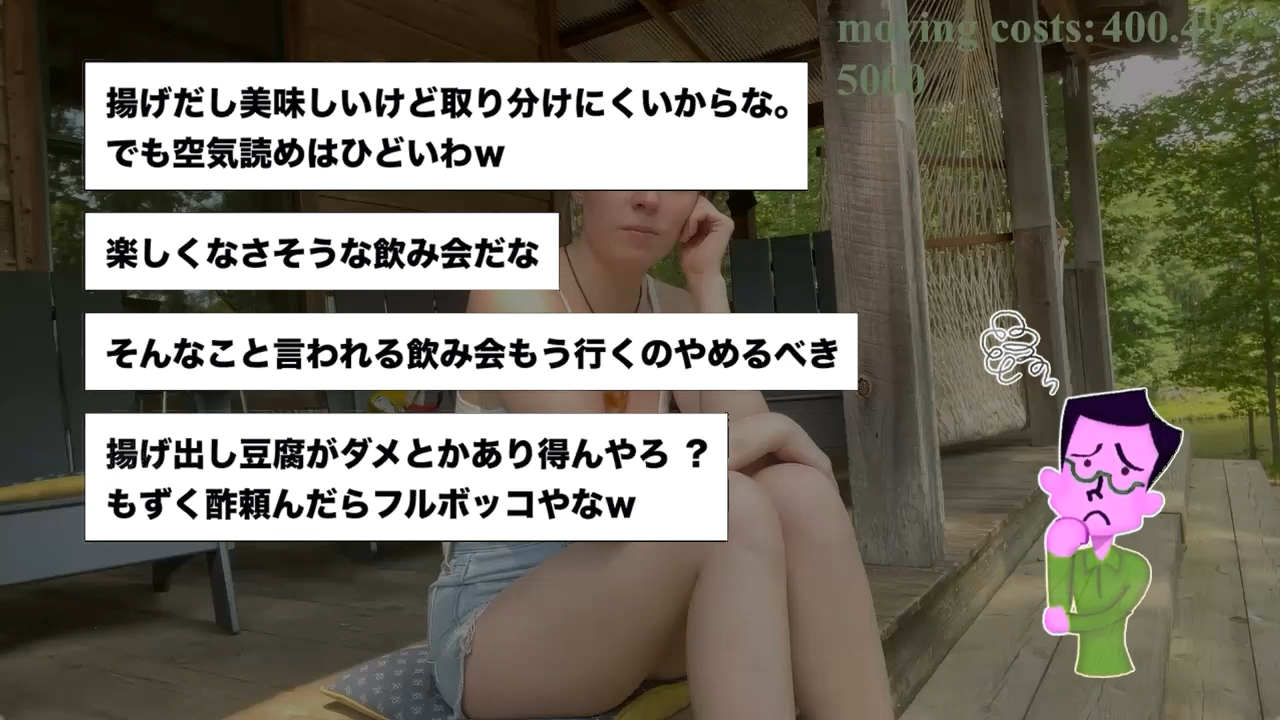 moving costs: 400.49/
5000
揚げだし美味しいけど取り分けにくいからな。
でも空気読めはひどいわw
楽しくなさそうな飲み会だな
そんなこと言われる飲み会もう行くのやめるべき
揚げ出し豆腐がダメとかあり得んやろ ？
もずく酢頼んだらフルボッコやなw